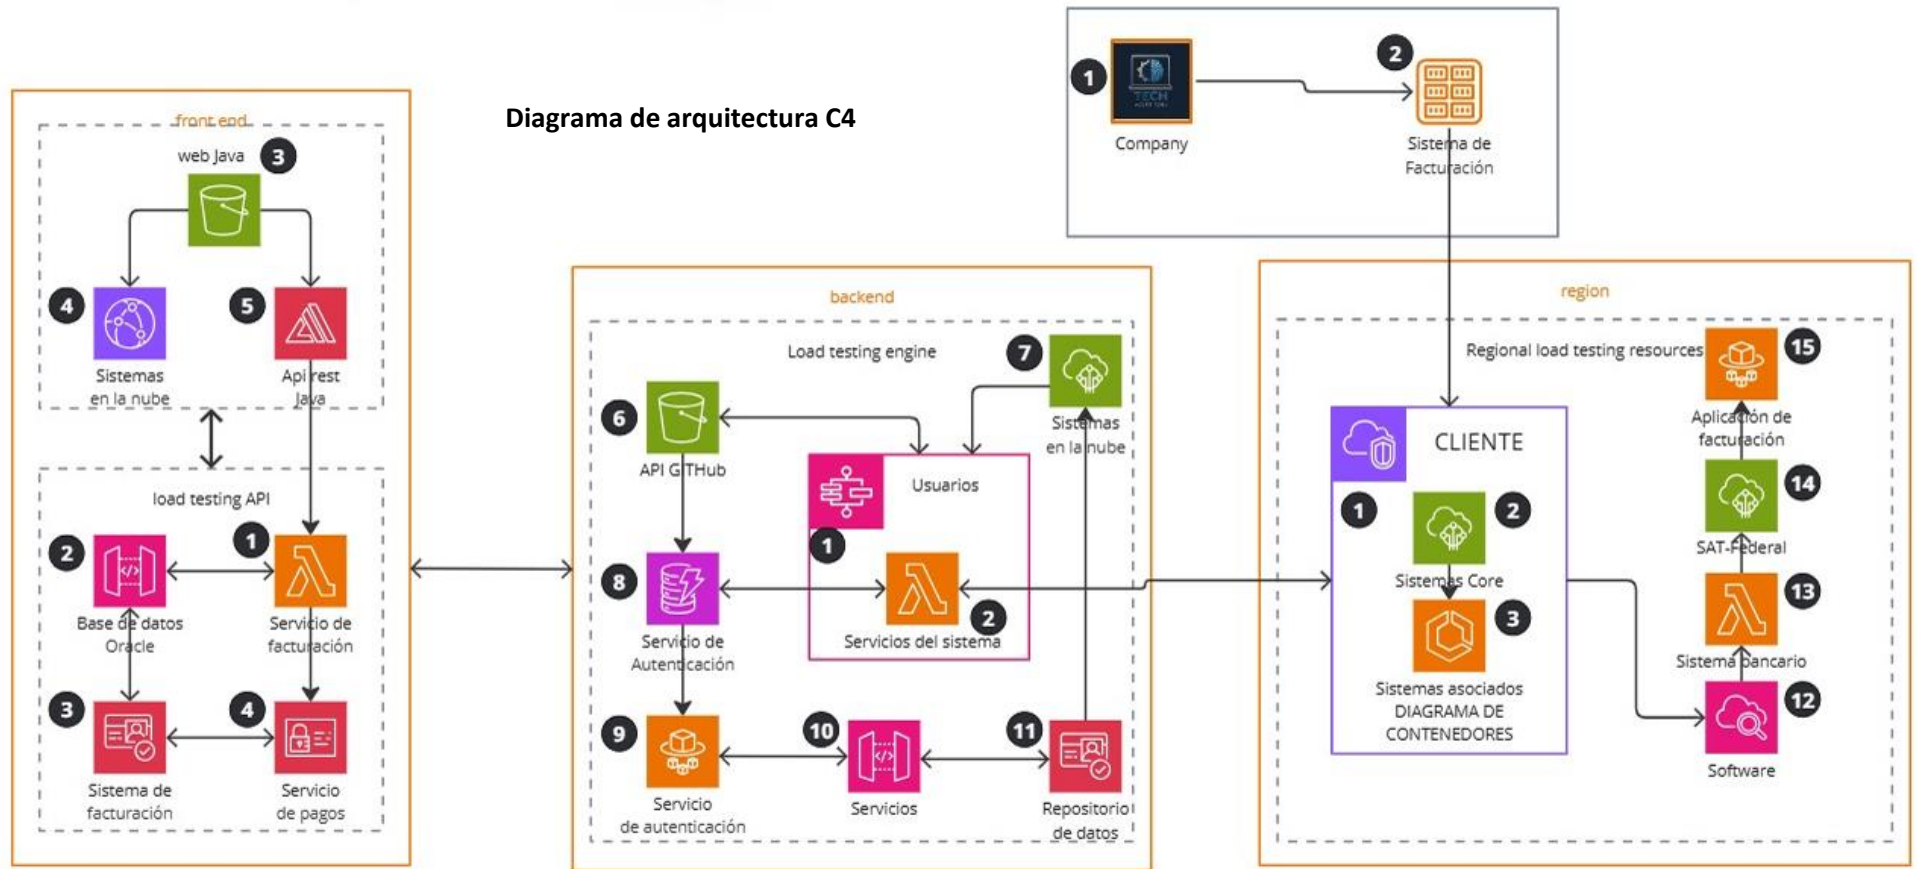 Diagrama de arquitectura C4
1
TECH
Company
2
Sistema de
Facturación
front end
web Java
3
4
Sistemas
en la nube
5
Api rest
Java
load testing API
2
Base de datos
Oracle
1
Servicio de
facturación
3
Sistema de
facturación
4
Servicio
de pagos
backend
Load testing engine
7
Sistemas
en la nube
6
API GITHub
Usuarios
1
8
Servicio de
Autenticación
2
Servicios del sistema
9
Servicio
de autenticación
10
Servicios
11
Repositorio
de datos
region
Regional load testing resources
15
Aplicación de
facturación
CLIENTE
1
2
Sistemas Core
3
Sistemas asociados
DIAGRAMA DE
CONTENEDORES
14
SAT-Federal
13
Sistema bancario
12
Software